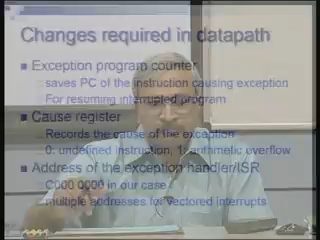 Changes required in datapath
Exception program counter
saves PC of the instruction causing exception
For resuming interrupted program
Cause register
Records the cause of the exception
0: undefined instruction, 1: arithmetic overflow
Address of the exception handler/ISR
C000 0000 in our case
multiple addresses for vectored interrupts